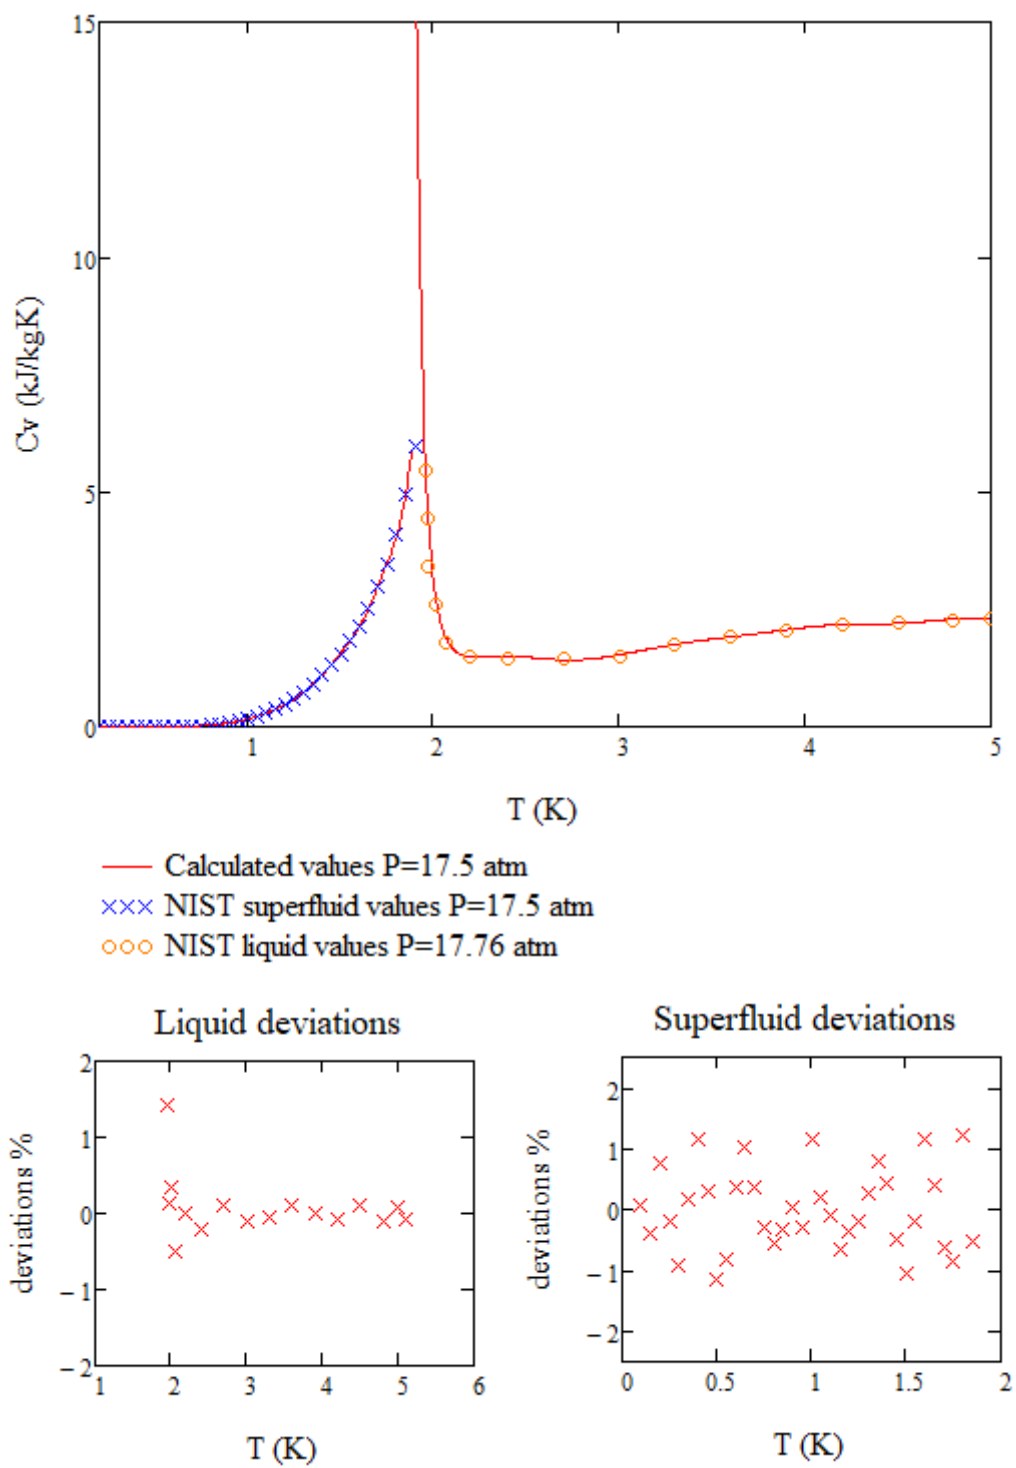 15
10
5
0
Cv (kJ/kgK)
1 2 3 4 5
T (K)
Calculated values P=17.5 atm
NIST superfluid values P=17.5 atm
NIST liquid values P=17.76 atm
Liquid deviations
2
1
0
−1
−2
deviations %
1 2 3 4 5 6
T (K)
Superfluid deviations
2
1
0
−1
−2
deviations %
0 0.5 1 1.5 2
T (K)